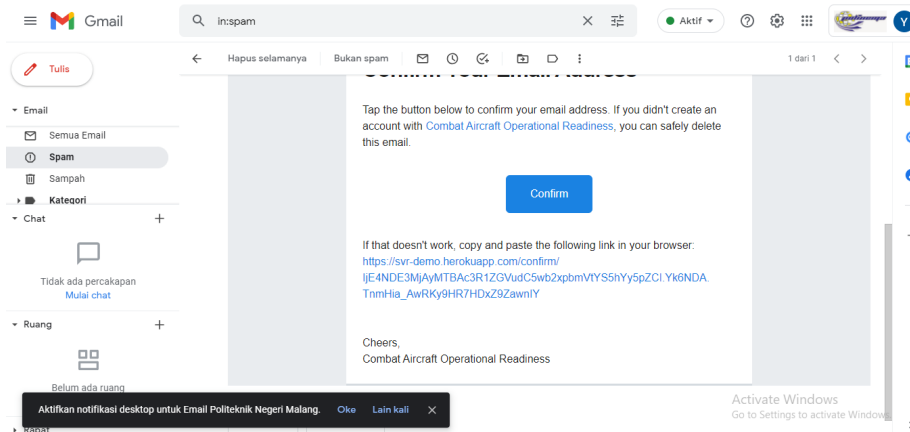 Gmail
in:spam
Aktif
Y
Tulis
Hapus selamanya
Bukan spam
1 dari 1
Email
Semua Email
Spam
Sampah
Kategori
Chat
Tidak ada percakapan
Mulai chat
Ruang
Belum ada ruang
Rapat
Confirm Your Email Address
Tap the button below to confirm your email address. If you didn't create an
account with Combat Aircraft Operational Readiness, you can safely delete
this email.
Confirm
If that doesn't work, copy and paste the following link in your browser:
https://svr-demo.herokuapp.com/confirm/
IjE4NDE3MjAyMTBAc3R1ZGVudC5wb2xpbmVtYS5hYy5pZCI.Yk6NDA.
TnmHia_AwRKy9HR7HDxZ9ZawnIY
Cheers,
Combat Aircraft Operational Readiness
Aktifkan notifikasi desktop untuk Email Politeknik Negeri Malang.
Oke
Lain kali
Activate Windows
Go to Settings to activate Windows.